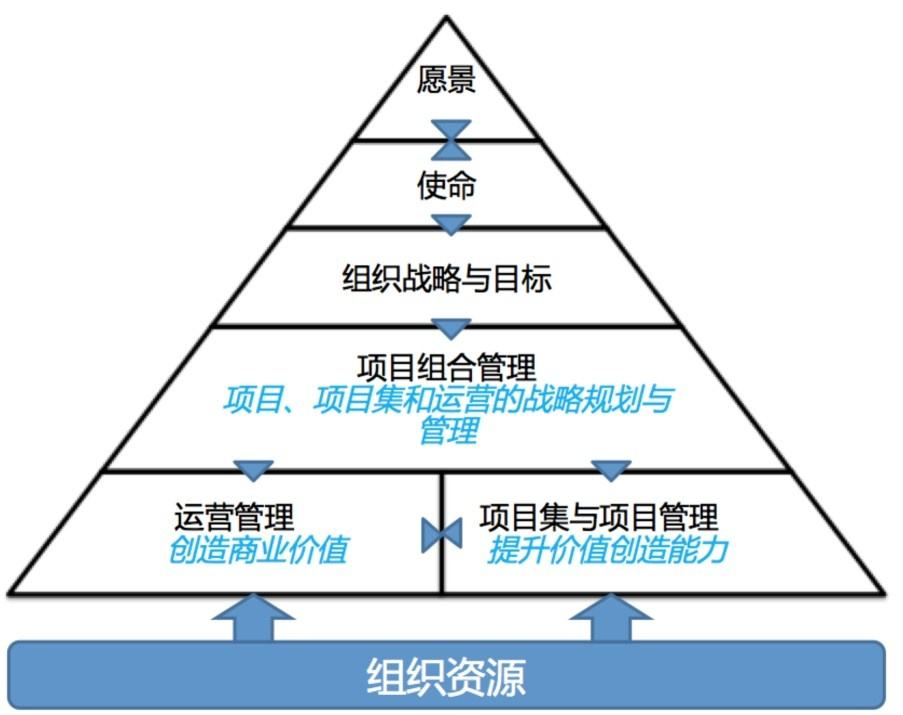 愿景
使命
组织战略与目标
项目组合管理
项目、项目集和运营的战略规划与
管理
运营管理
创造商业价值
项目集与项目管理
提升价值创造能力
组织资源